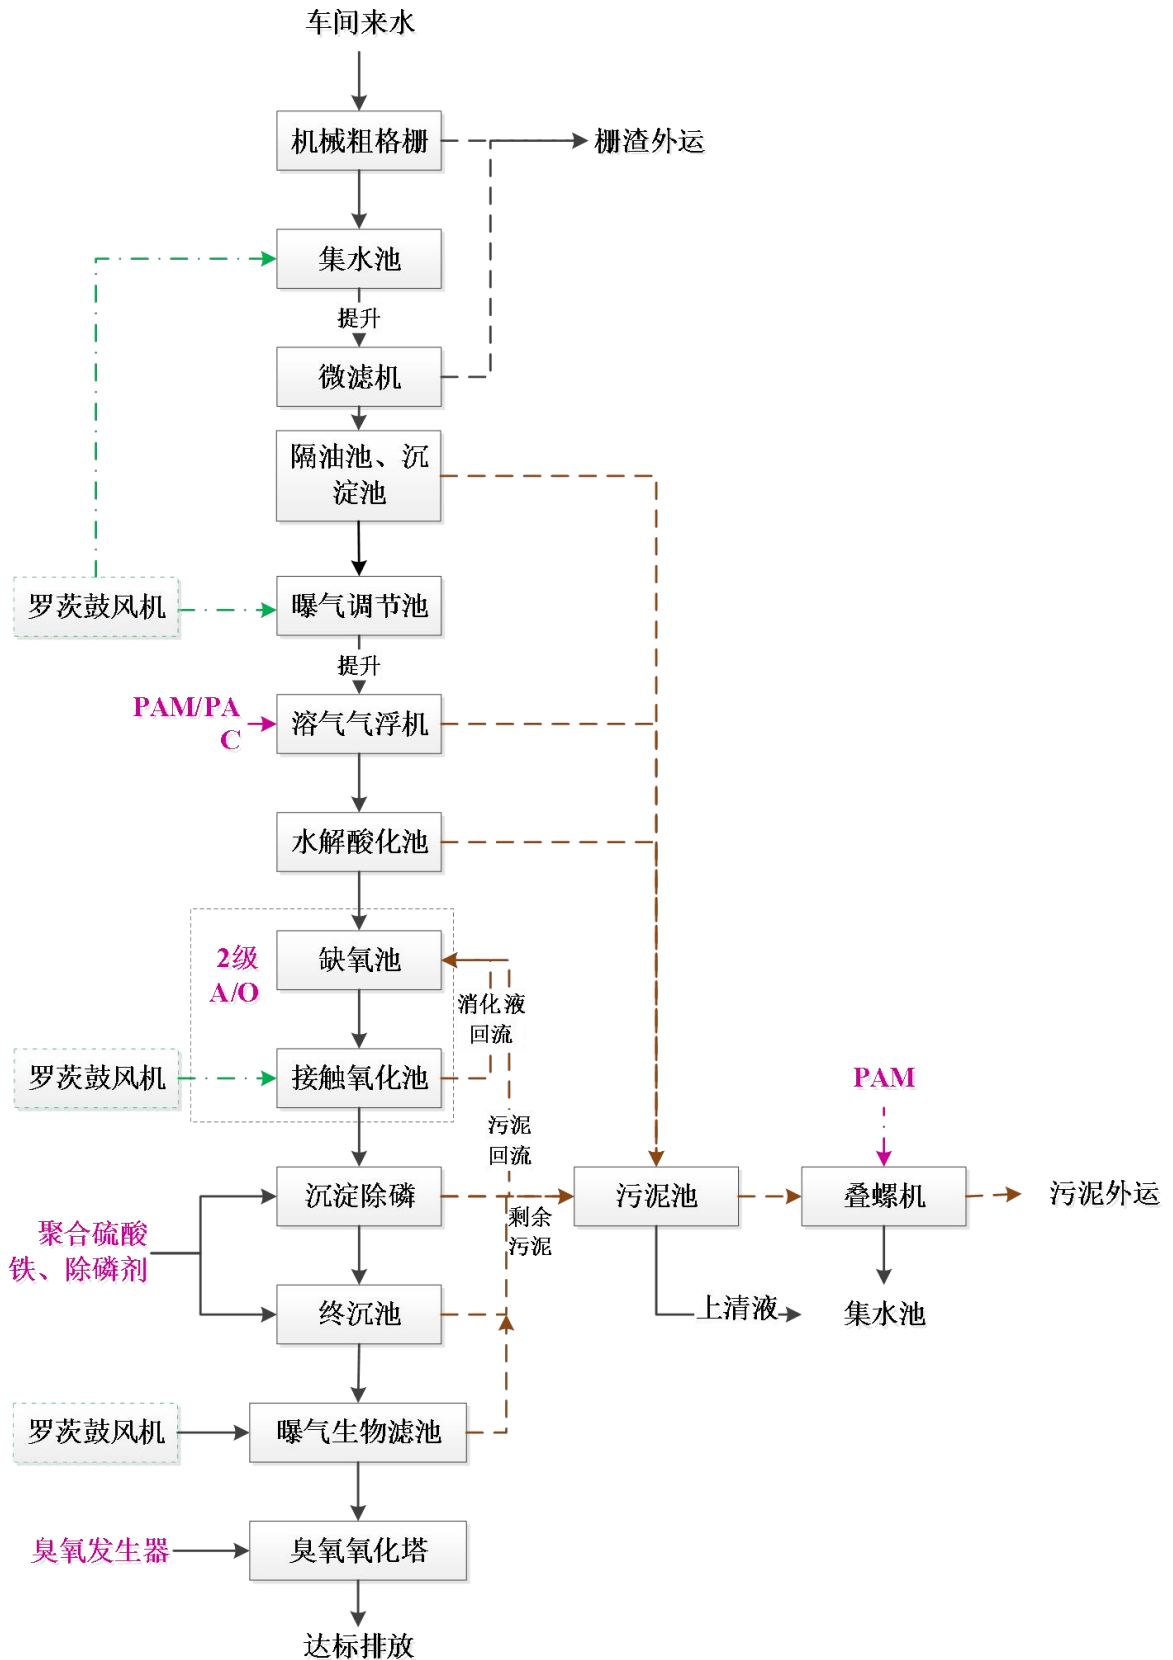 车间来水
机械粗格栅
栅渣外运
集水池
提升
微滤机
隔油池、沉
淀池
罗茨鼓风机
曝气调节池
提升
PAM/PA
C
溶气气浮机
水解酸化池
2级
A/O
缺氧池
消化液
回流
罗茨鼓风机
接触氧化池
PAM
污泥
回流
沉淀除磷
污泥池
叠螺机
污泥外运
剩余
污泥
聚合硫酸
铁、除磷剂
终沉池
上清液
集水池
罗茨鼓风机
曝气生物滤池
臭氧发生器
臭氧氧化塔
达标排放